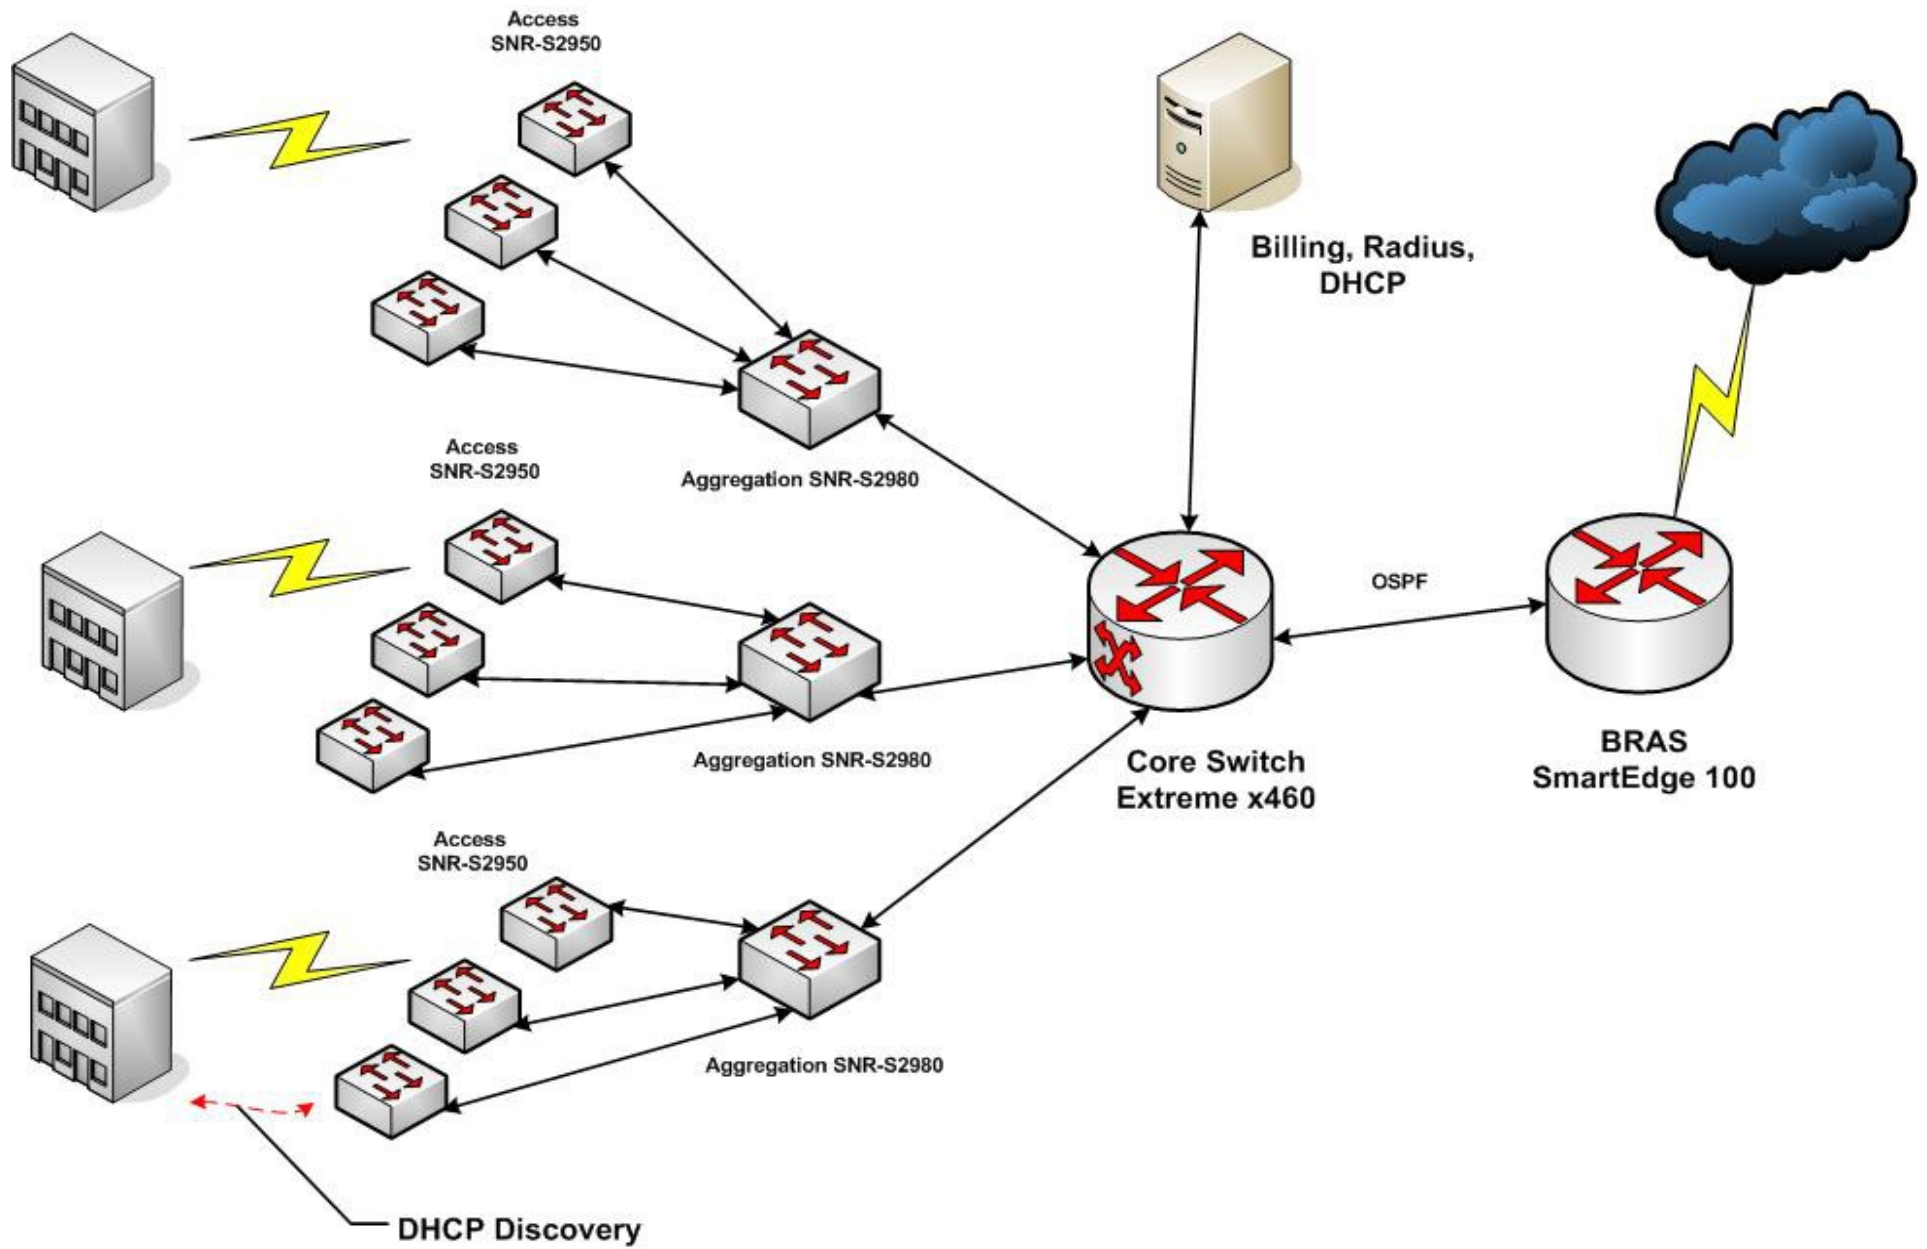 Access
SNR-S2950
Billing, Radius,
DHCP
Access
SNR-S2950
Aggregation SNR-S2980
OSPF
Aggregation SNR-S2980
Core Switch
Extreme x460
BRAS
SmartEdge 100
Access
SNR-S2950
Aggregation SNR-S2980
DHCP Discovery